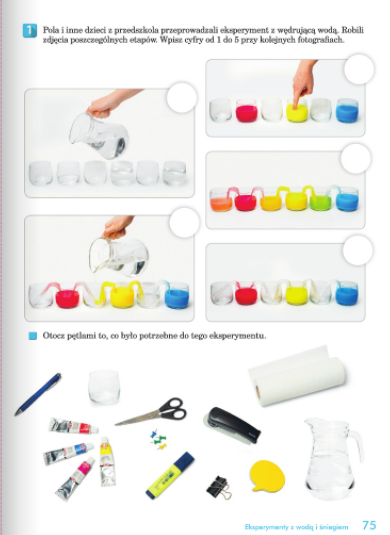 1 Pola i inne dzieci z przedszkola przeprowadzali eksperyment z wędrującą wodą. Robili
zdjęcia poszczególnych etapów. Wpisz cyfry od 1 do 5 przy kolejnych fotografiach.
Otocz pętlami to, co było potrzebne do tego eksperymentu.
Eksperymenty z wodą i śniegiem 75